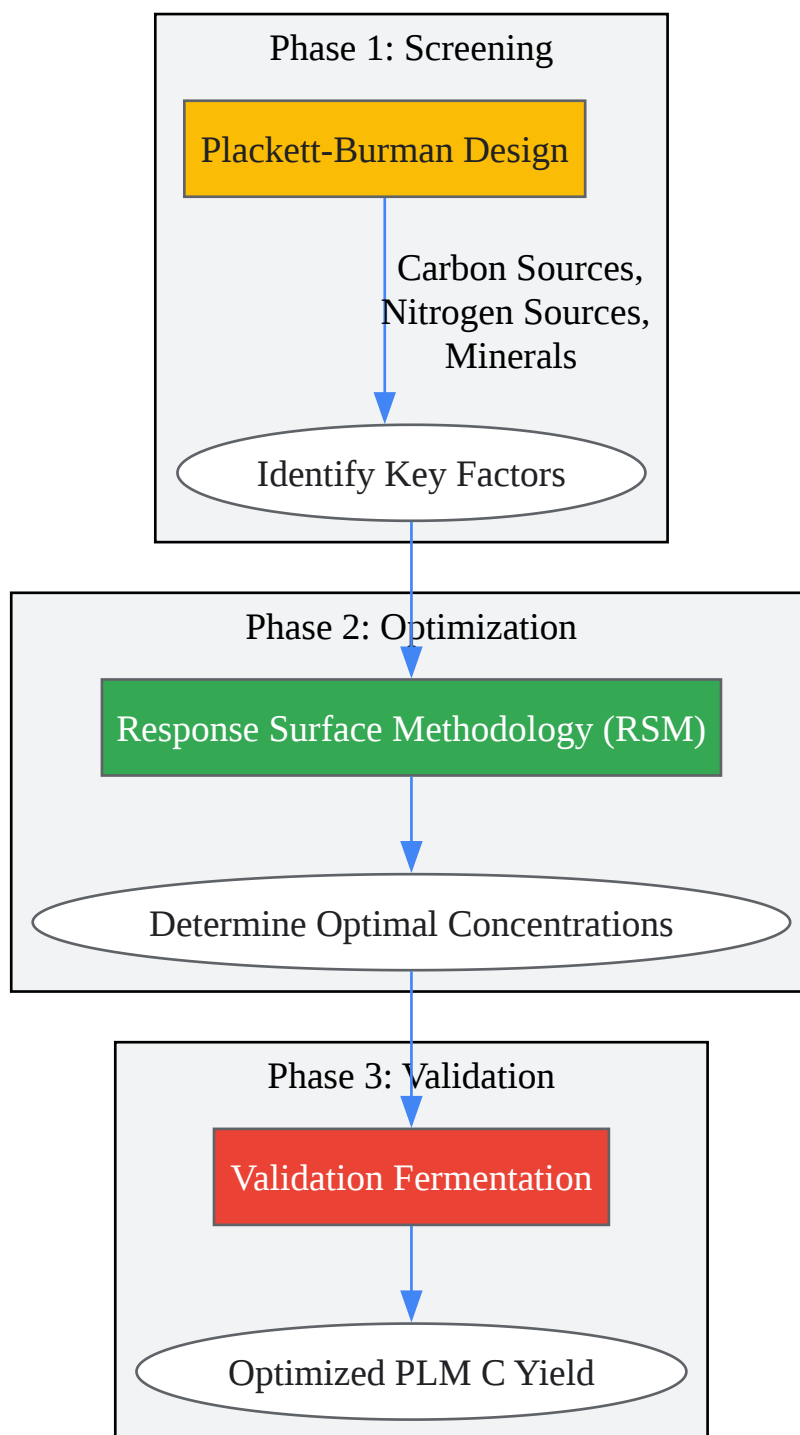 Phase 1: Screening
Plackett-Burman Design
Carbon Sources,
Nitrogen Sources,
Minerals
Identify Key Factors
Phase 2: Optimization
Response Surface Methodology (RSM)
Determine Optimal Concentrations
Phase 3: Validation
Validation Fermentation
Optimized PLM C Yield